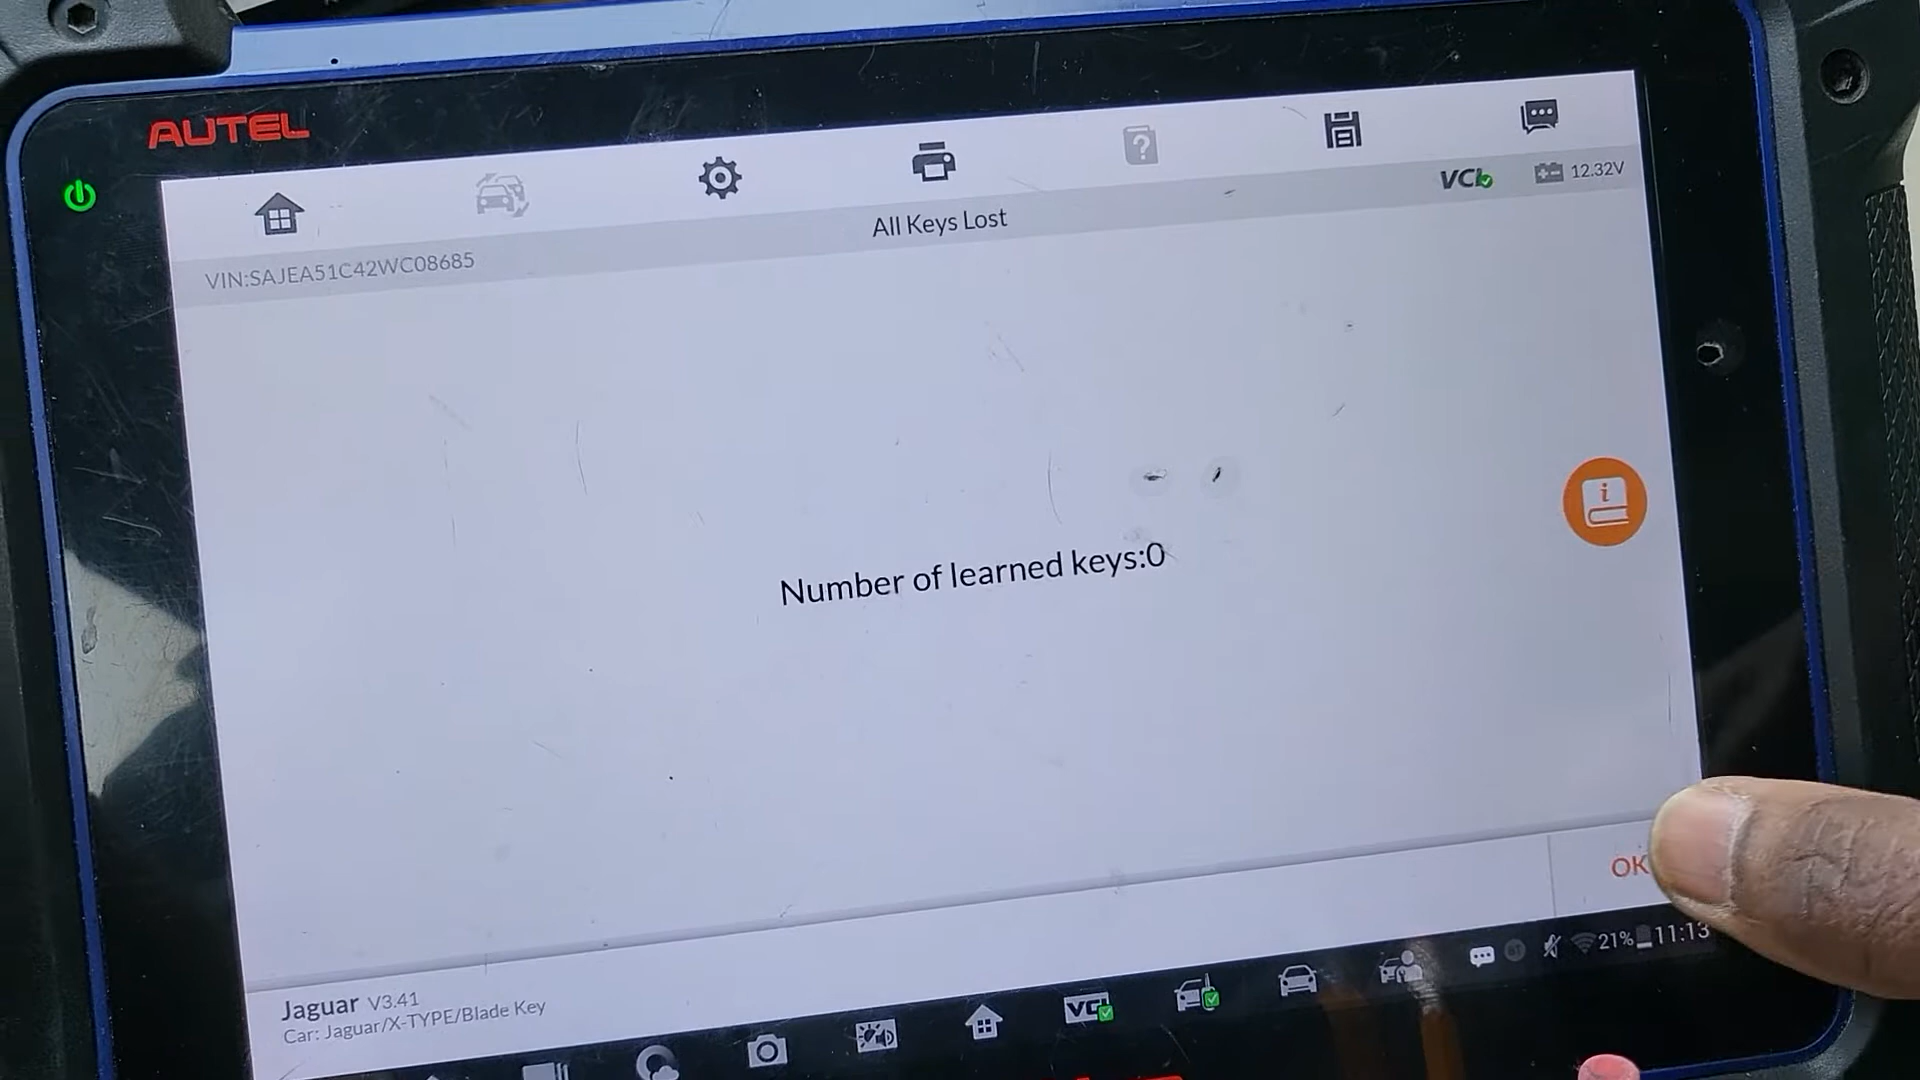 AUTEL
VCI
12.32V
All Keys Lost
VIN:SAJEA51C42WC08685
Number of learned keys:0
OK
21% 11:13
Jaguar V3.41
Car: Jaguar/X-TYPE/Blade Key
VCI